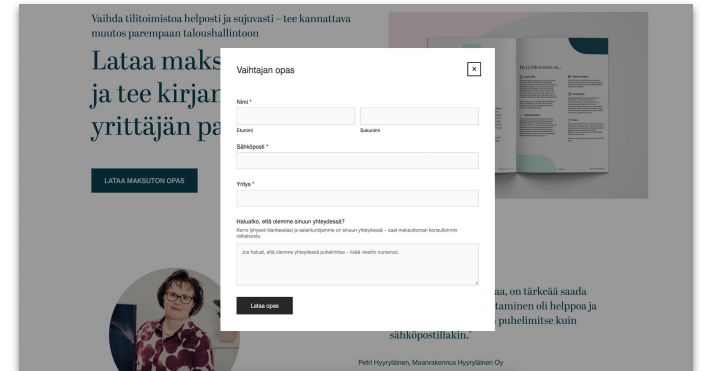 Vaihda tilitoimistoa helposti ja sujuvasti – tee kannattava
muutos parempaan taloushallintoon
Lataa maks
ja tee kirjan
yrittäjän pa
LATAA MAKSUTON OPAS
Hyvä tilitoimisto on...
Vaihtajan opas
×
Nimi *
Etunimi
Sukunimi
Sähköposti *
Yritys *
Haluatko, että olemme sinuun yhteydessä?
Kerro lyhyesti tilanteestasi ja asiantuntijamme on sinuun yhteydessä – saat maksuttoman konsultoinnin
ratkaisusta.
Jos haluat, että olemme yhteydessä puhelimitse – lisää viestiin numerosi.
Lataa opas
aa, on tärkeää saada
taminen oli helppoa ja
puhelimitse kuin
sähköpostillakin.”
Petri Hyyryläinen, Maanrakennus Hyyryläinen Oy